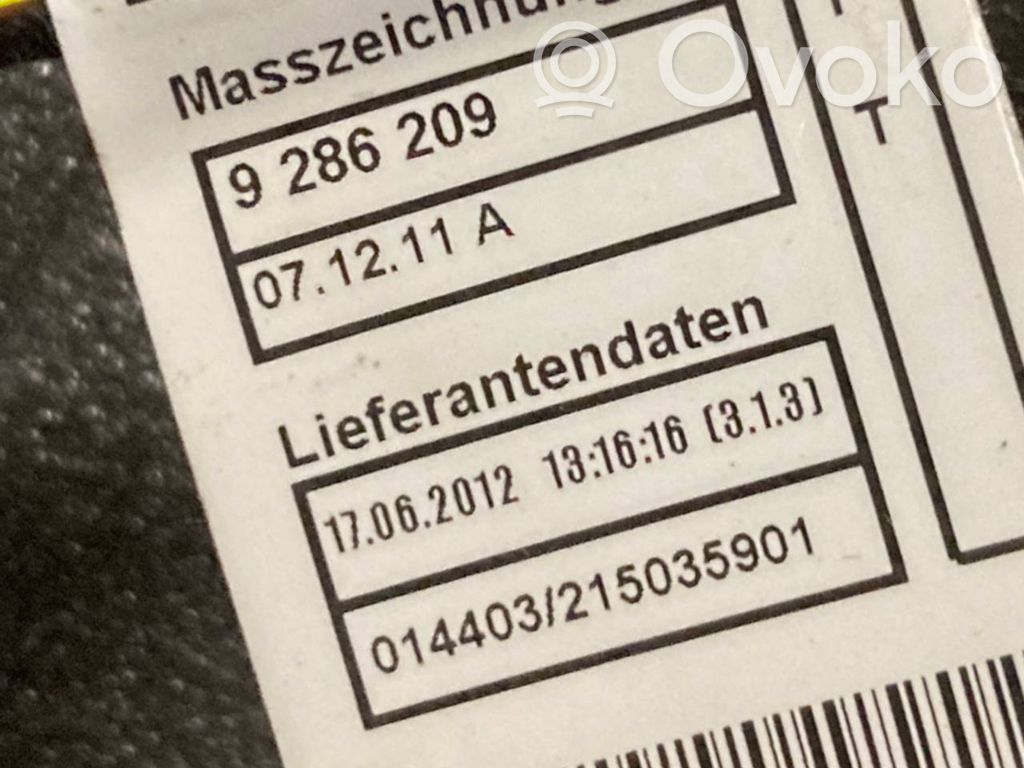 Masszeichnung
Ovoko
9 286 209
T
07.12.11 A
Lieferantendaten
17.06.2012 13:16:16 (3.1.3)
014403/215035901